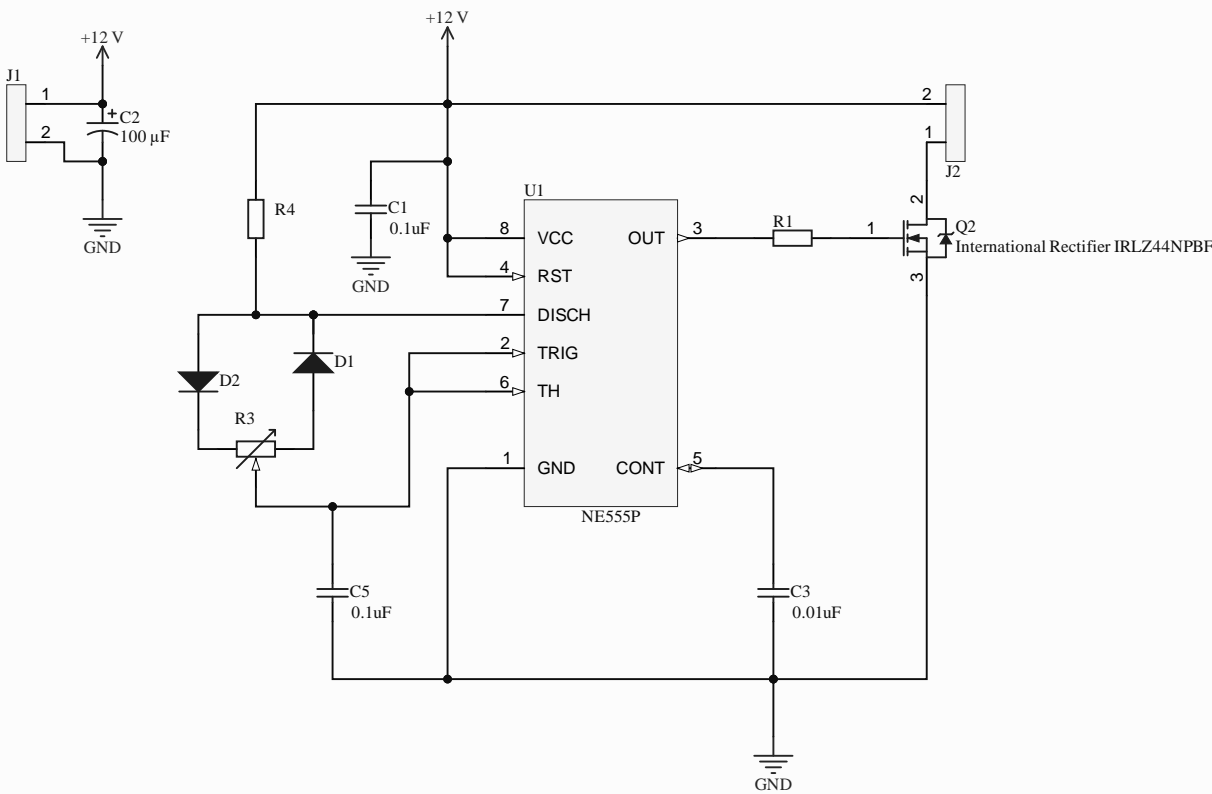 +12 V
+12 V
J1
1
2
+
C2
100 µF
GND
2
1
J2
R4
C1
0.1uF
GND
U1
8
VCC
OUT
3
R1
1
2
Q2
International Rectifier IRLZ44NPBF
3
4
RST
7
DISCH
2
TRIG
6
TH
D2
D1
R3
1
GND
CONT
5
NE555P
C5
0.1uF
C3
0.01uF
GND